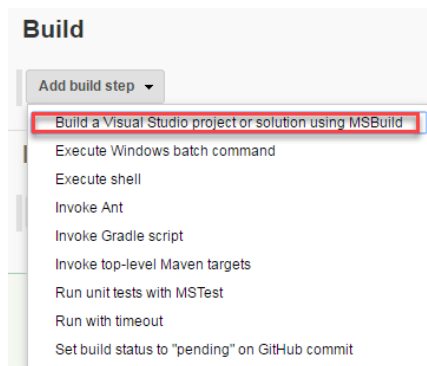 Build
Add build step
Build a Visual Studio project or solution using MSBuild
Execute Windows batch command
Execute shell
Invoke Ant
Invoke Gradle script
Invoke top-level Maven targets
Run unit tests with MSTest
Run with timeout
Set build status to "pending" on GitHub commit